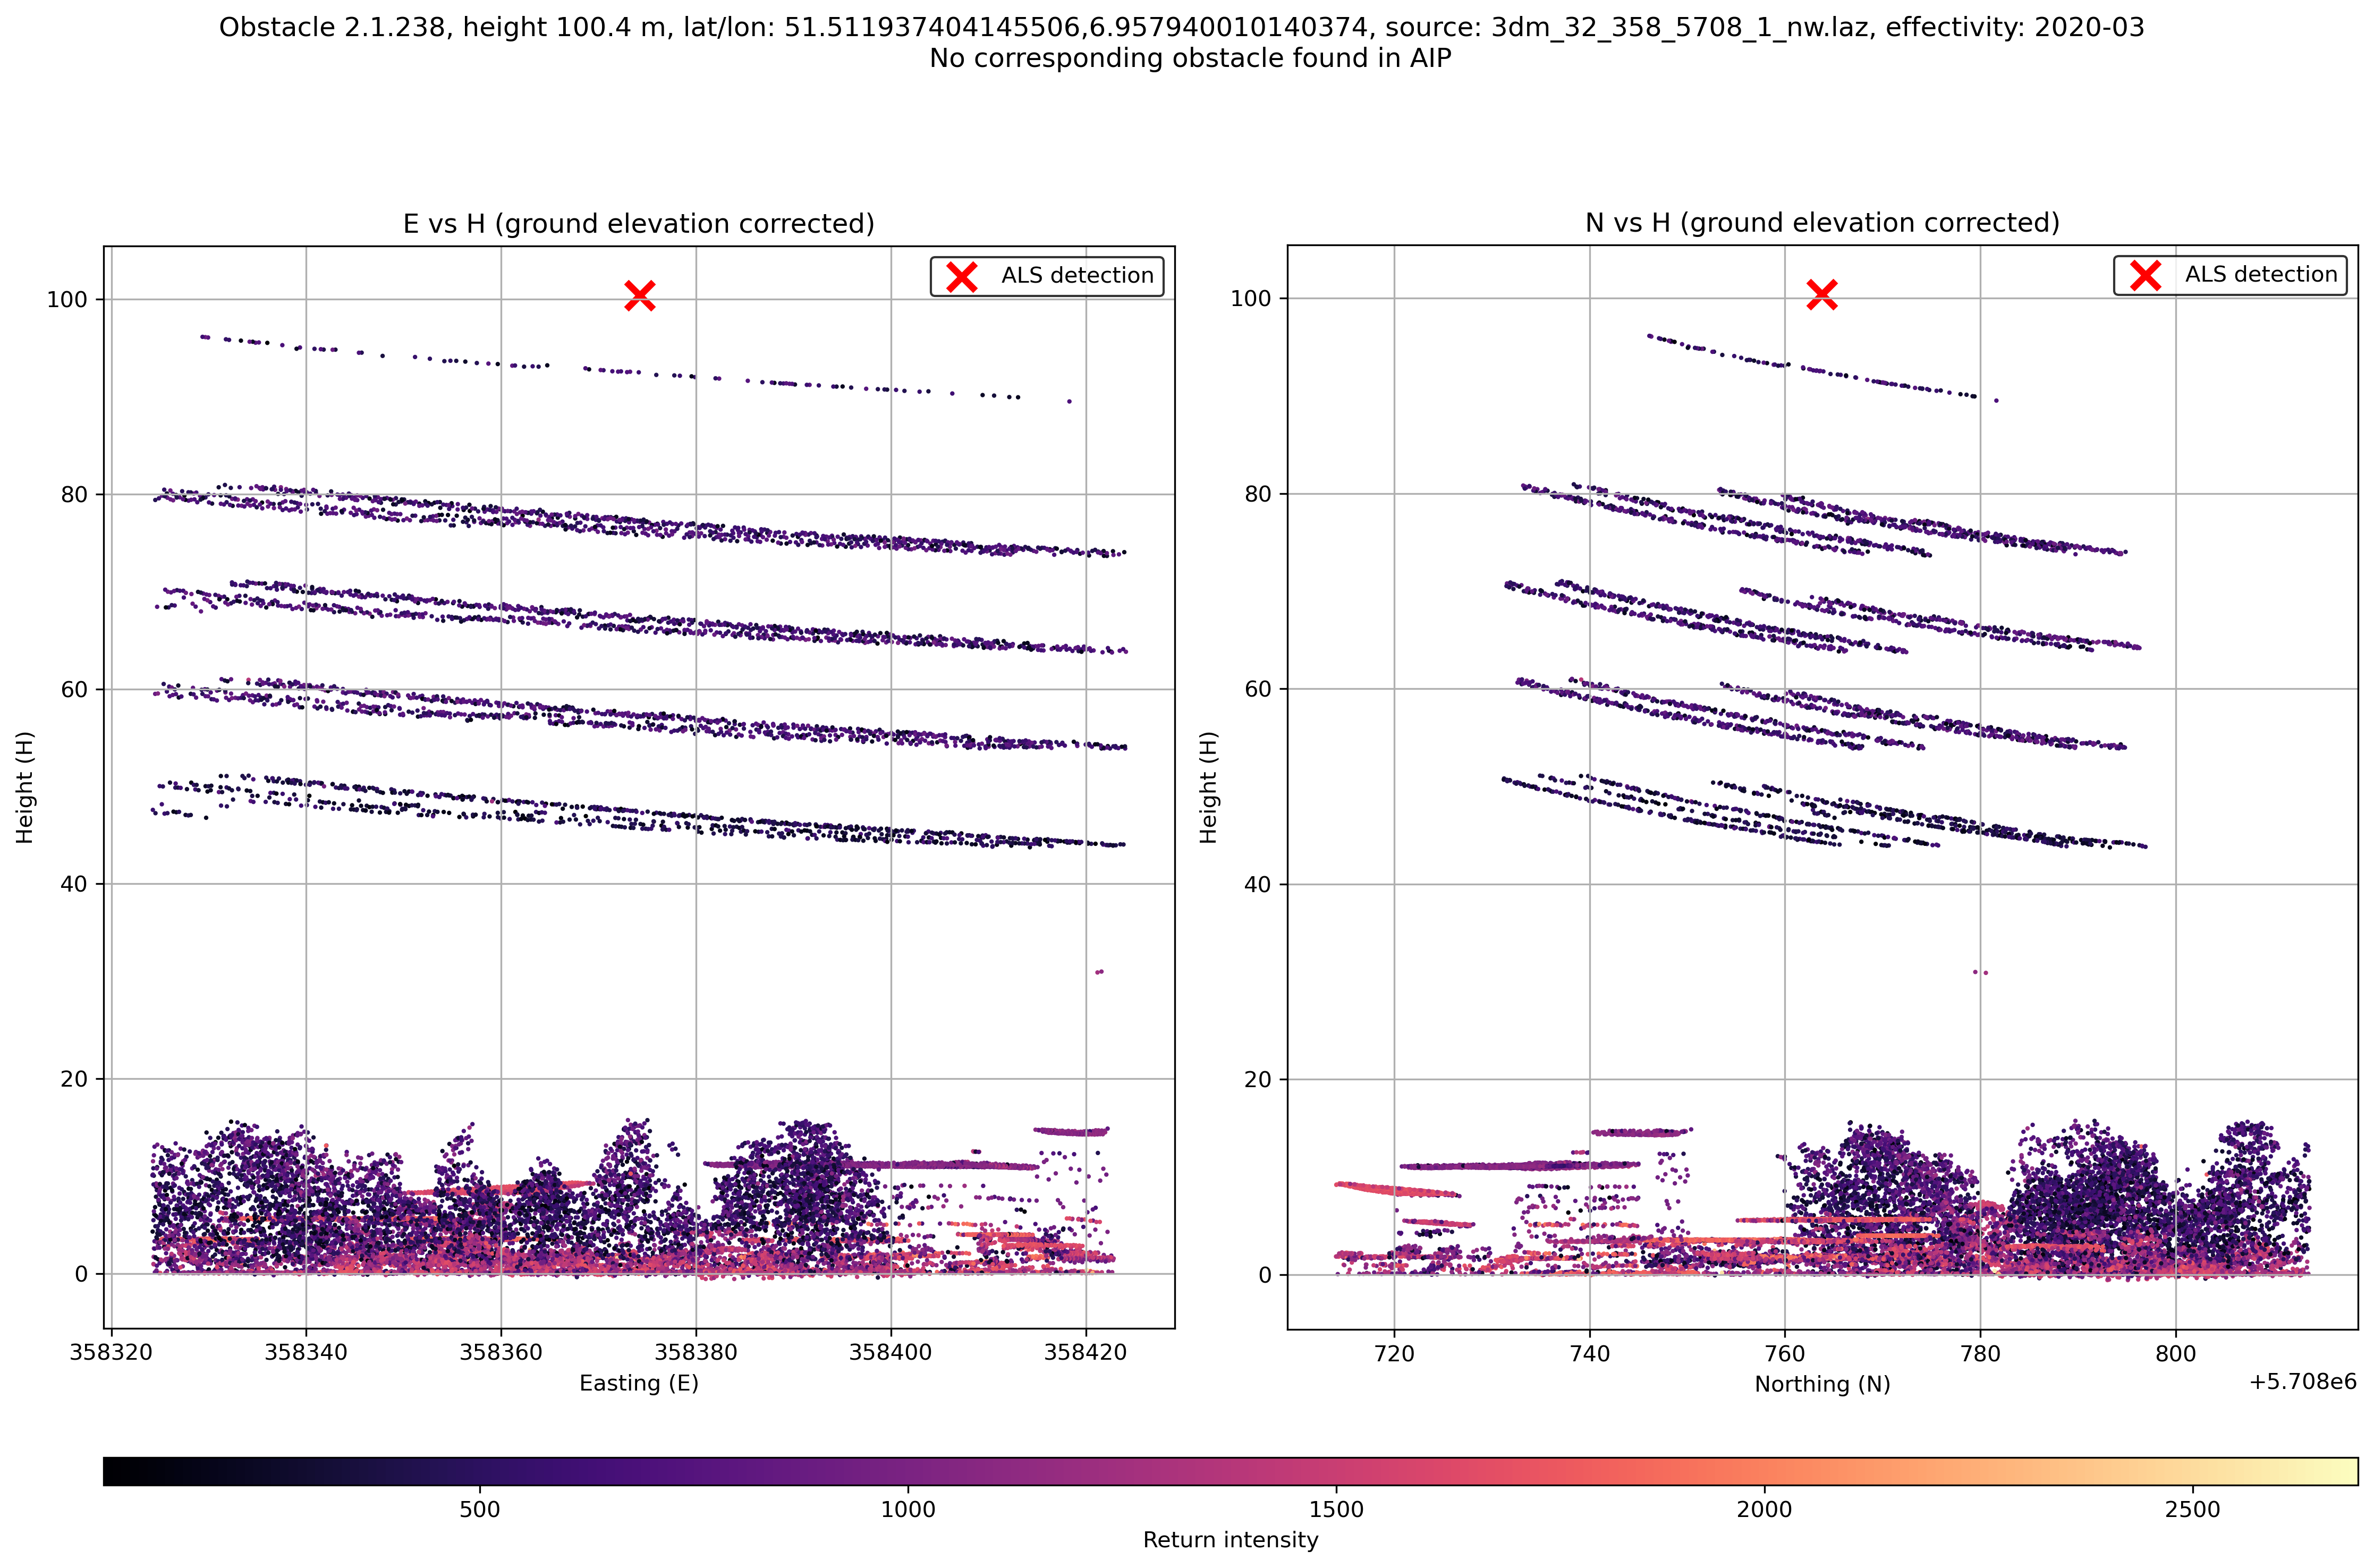 Obstacle 2.1.238, height 100.4 m, lat/lon: 51.511937404145506,6.957940010140374, source: 3dm_32_358_5708_1_nw.laz, effectivity: 2020-03
No corresponding obstacle found in AIP
E vs H (ground elevation corrected)
ALS detection
100
80
60
40
20
0
Height (H)
358320 358340 358360 358380 358400 358420
Easting (E)
N vs H (ground elevation corrected)
ALS detection
100
80
60
40
20
0
Height (H)
720 740 760 780 800
+5.708e6
Northing (N)
500 1000 1500 2000 2500
Return intensity